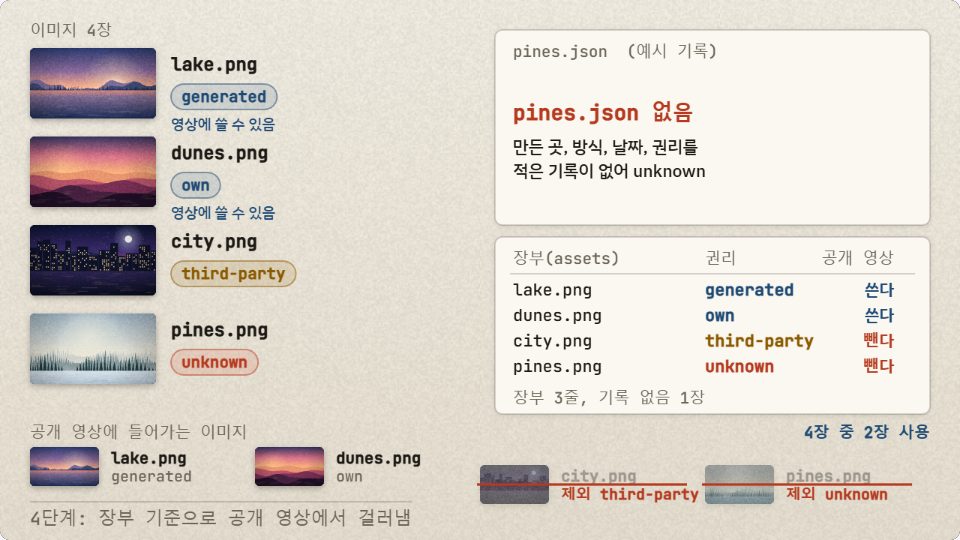 이미지 4장
lake.png
generated
영상에 쓸 수 있음
dunes.png
own
영상에 쓸 수 있음
city.png
third-party
pines.png
unknown
공개 영상에 들어가는 이미지
lake.png
generated
dunes.png
own
4단계: 장부 기준으로 공개 영상에서 걸러냄
pines.json (예시 기록)
pines.json 없음
만든 곳, 방식, 날짜, 권리를
적은 기록이 없어 unknown
장부(assets) 권리 공개 영상
lake.png generated 쓴다
dunes.png own 쓴다
city.png third-party 뺀다
pines.png unknown 뺀다
장부 3줄, 기록 없음 1장
4장 중 2장 사용
city.png
제외 third-party
pines.png
제외 unknown